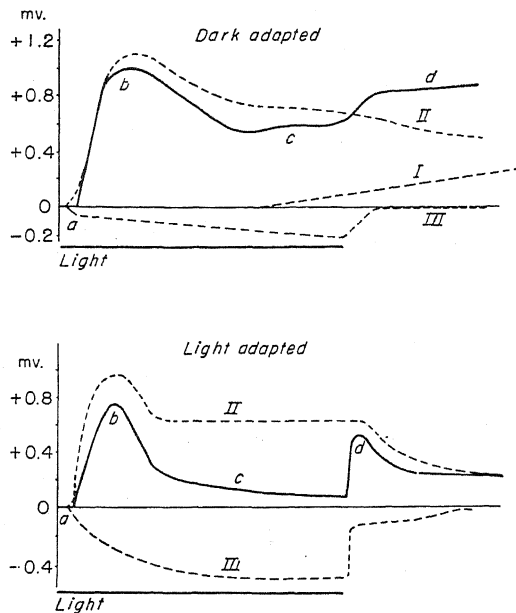 mv.
Dark adapted
+1.2
+0.8
+0.4
0
-0.2
a
b
c
d
II
I
III
Light
Light adapted
mv.
+0.8
+0.4
0
-0.4
a
b
c
d
II
III
Light